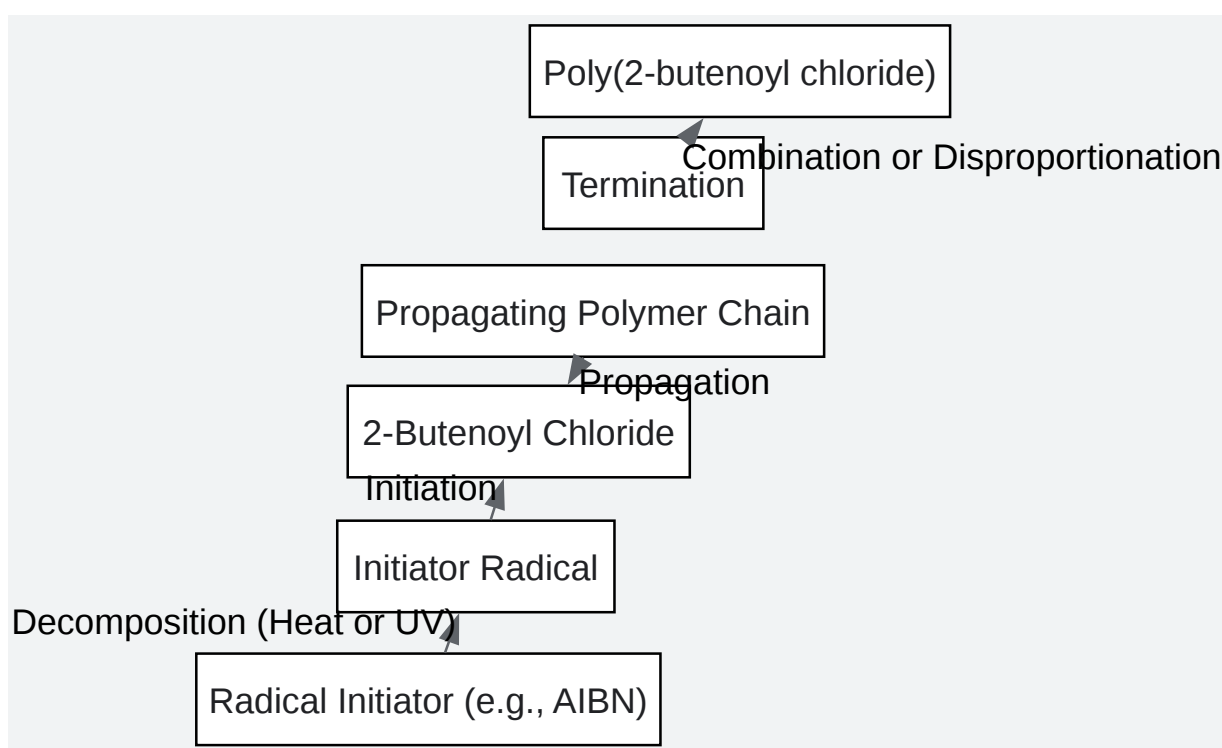 Poly(2-butenoyl chloride)
Combination or Disproportionation
Termination
Propagating Polymer Chain
Propagation
2-Butenoyl Chloride
Initiation
Initiator Radical
Decomposition (Heat or UV)
Radical Initiator (e.g., AIBN)